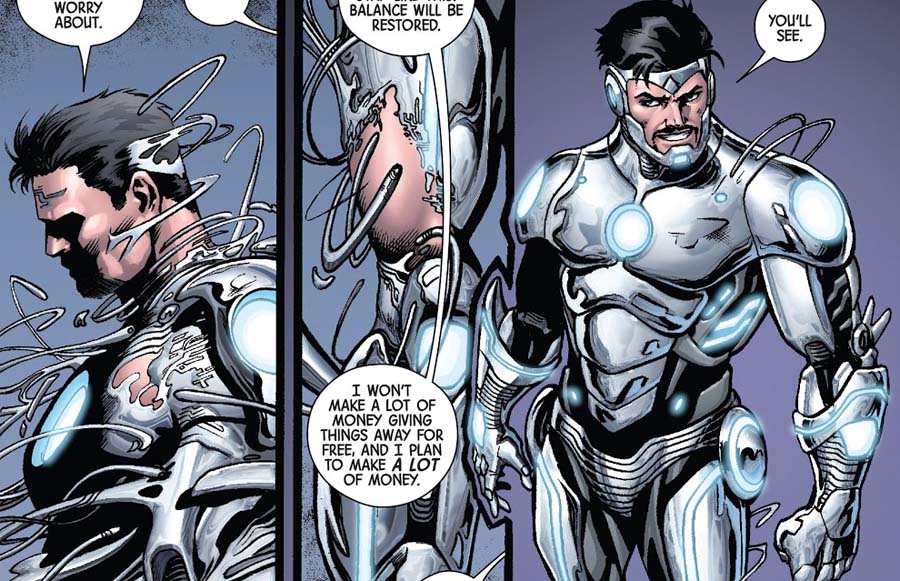 WORRY
ABOUT.
BALANCE WILL BE
RESTORED.
I WON'T
MAKE A LOT OF
MONEY GIVING
THINGS AWAY FOR
FREE, AND I PLAN
TO MAKE A LOT
OF MONEY.
YOU'LL
SEE.